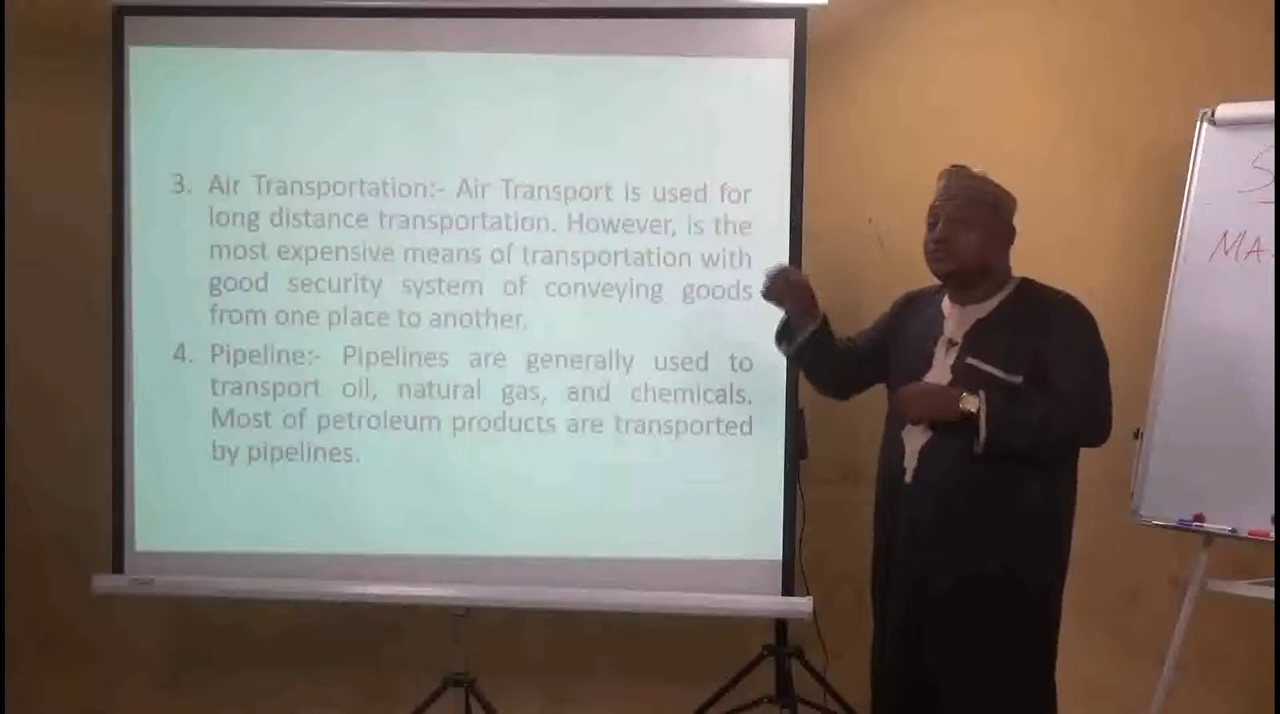 3. Air Transportation:- Air Transport is used for
long distance transportation. However, is the
most expensive means of transportation with
good security system of conveying goods
from one place to another.
4. Pipeline:- Pipelines are generally used to
transport oil, natural gas, and chemicals.
Most of petroleum products are transported
by pipelines.